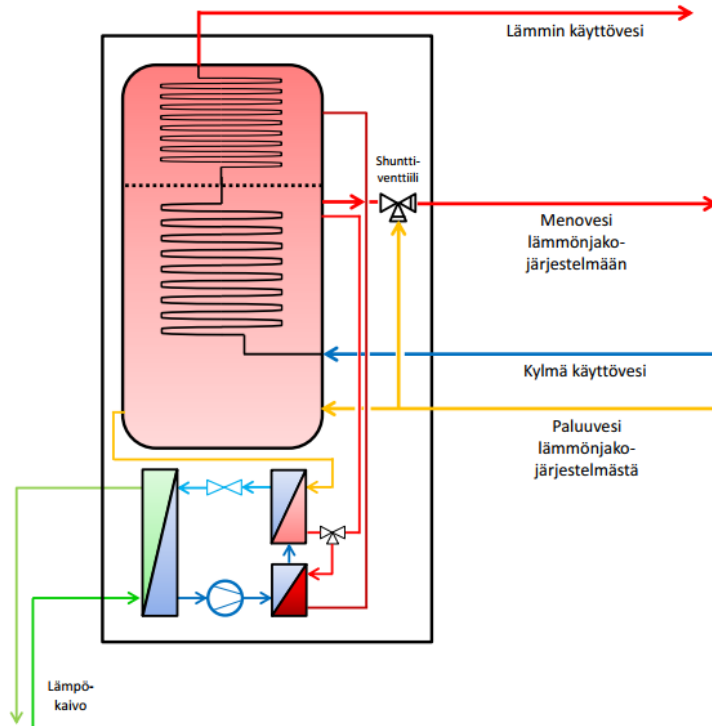 Lämmin käyttövesi
Shuntti-
venttiili
Menovesi
lämmönjako-
järjestelmään
Kylmä käyttövesi
Paluuvesi
lämmönjako-
järjestelmästä
Lämpö-
kaivo